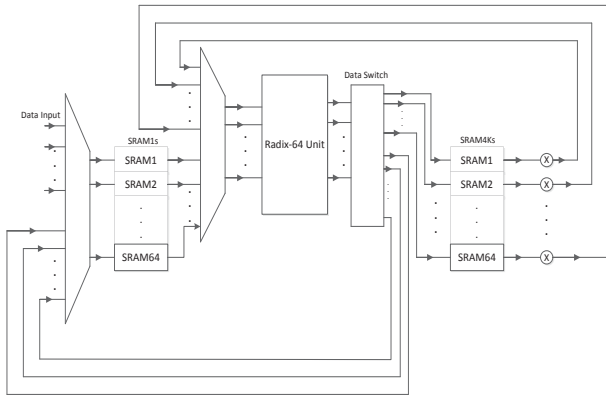 Data Input
SRAM1s
SRAM1
SRAM2
SRAM64
Radix-64 Unit
Data Switch
SRAM4Ks
SRAM1
SRAM2
SRAM64
X
X
X